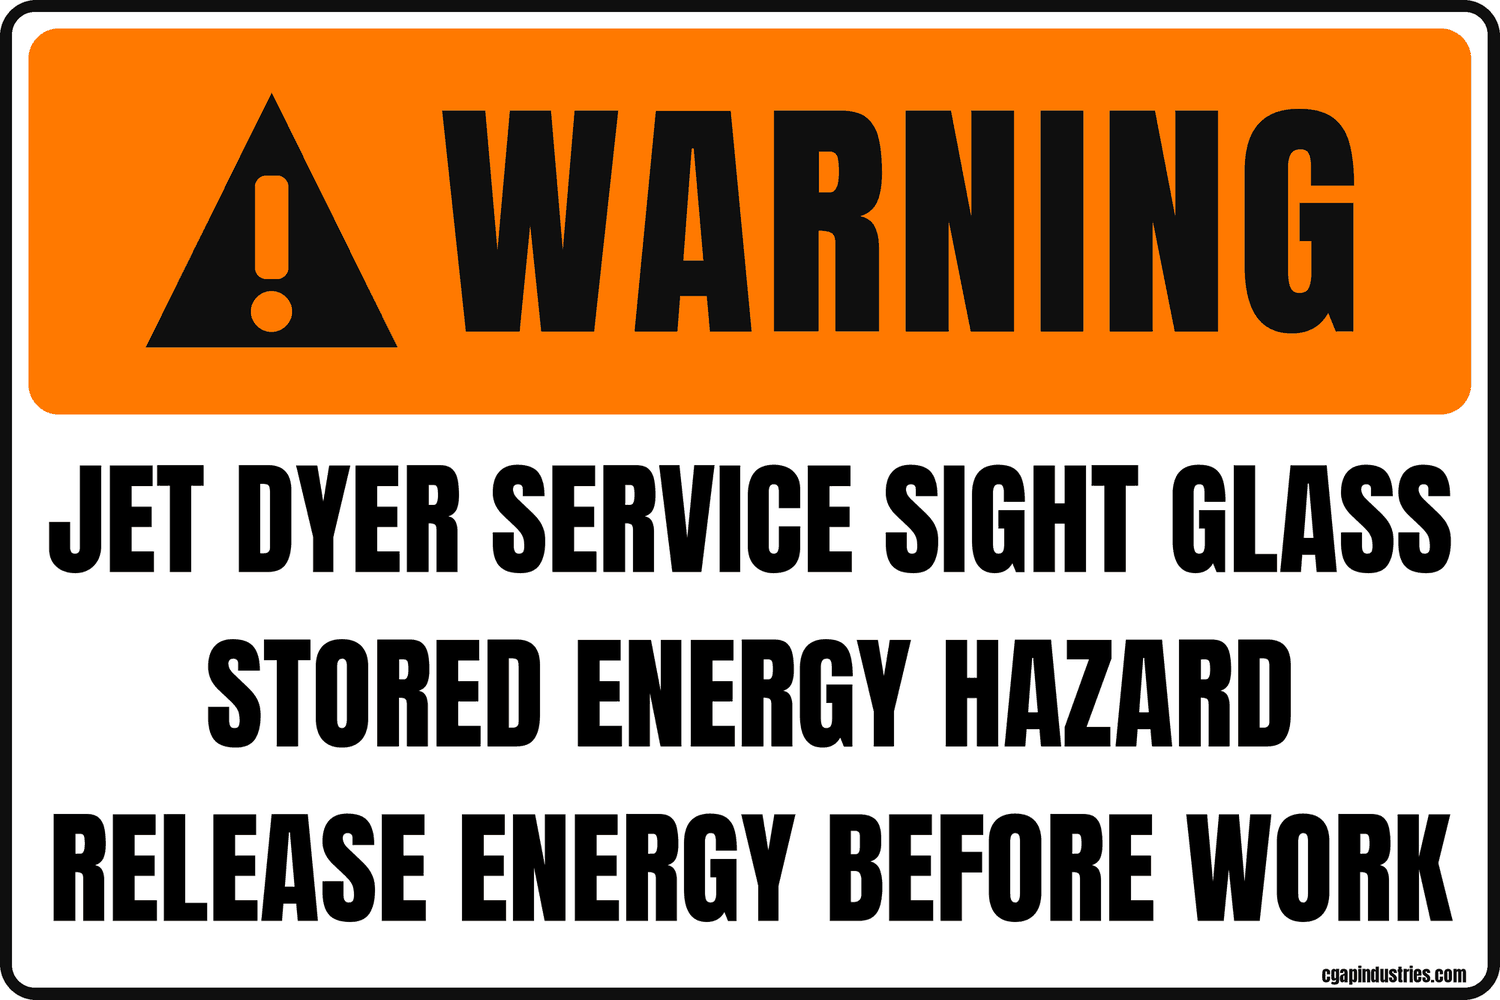 WARNING
JET DYER SERVICE SIGHT GLASS
STORED ENERGY HAZARD
RELEASE ENERGY BEFORE WORK
cgapindustries.com